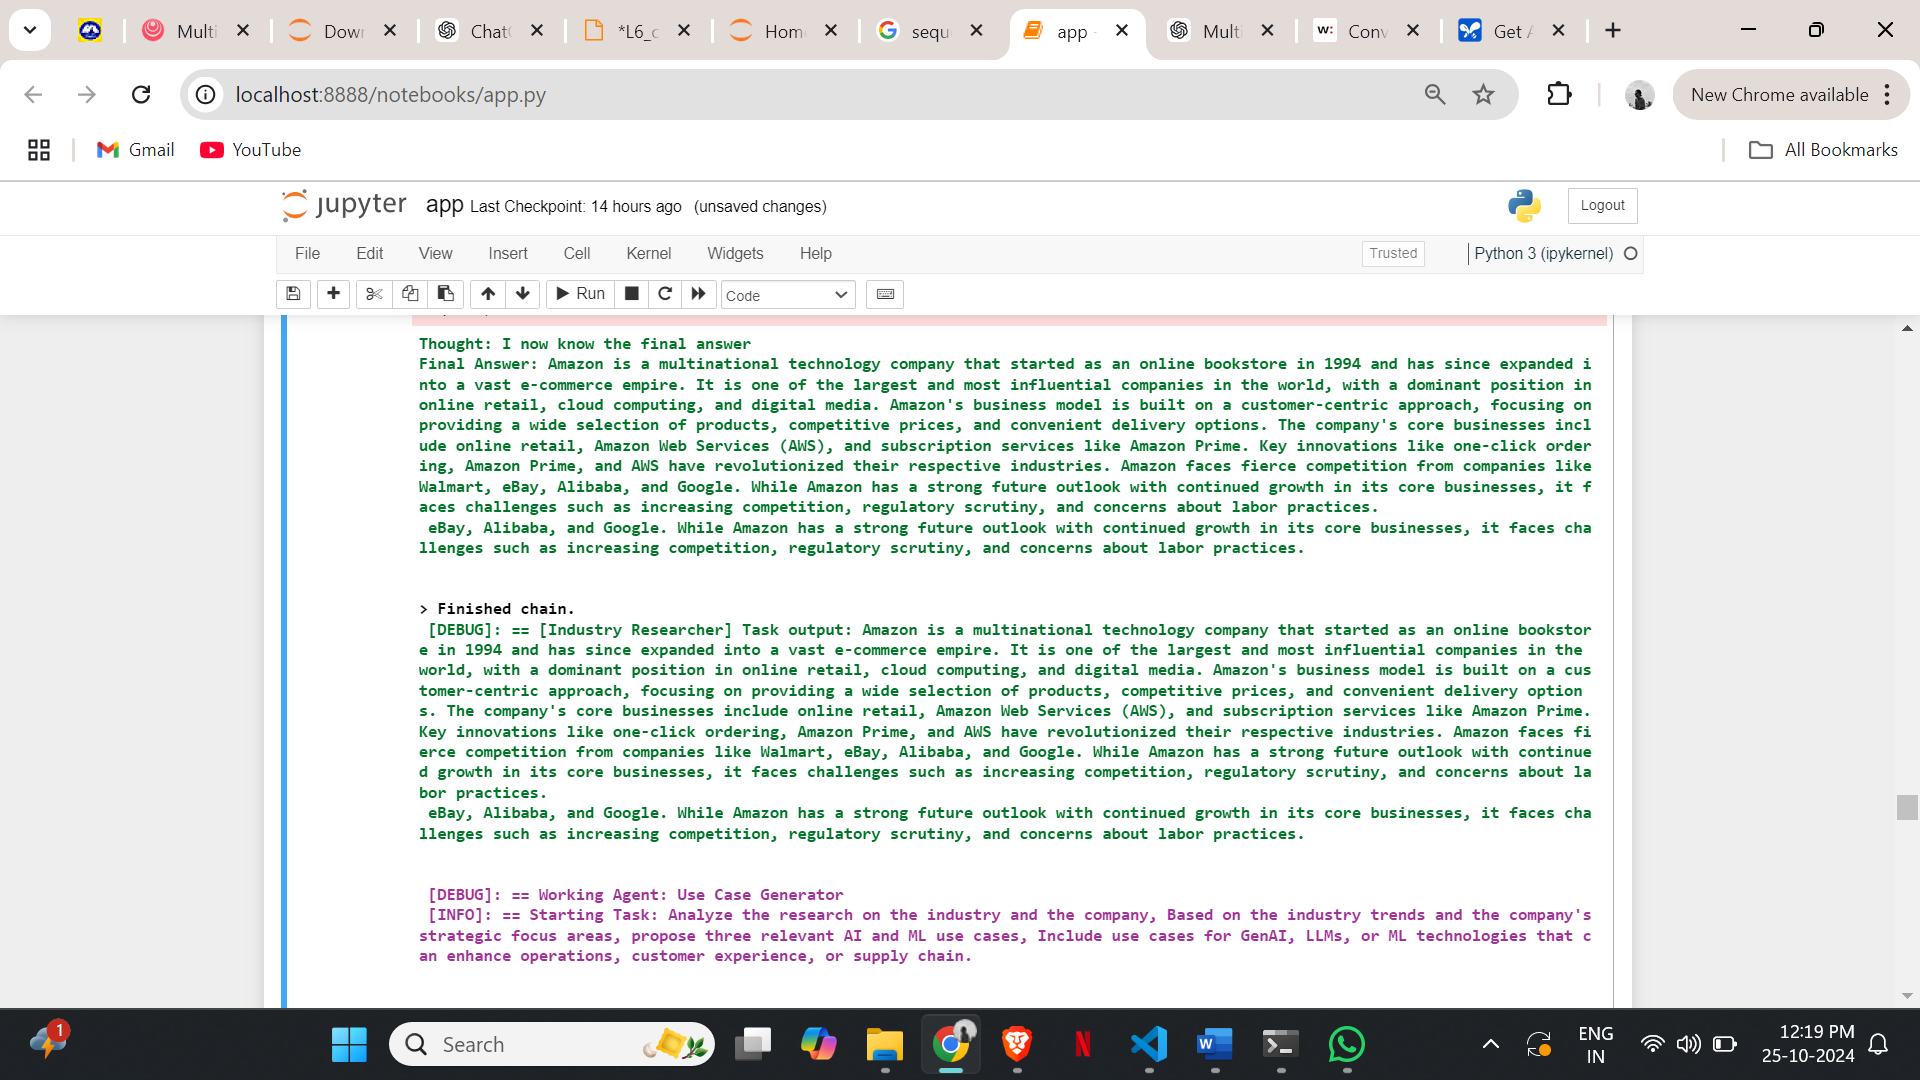 Multi
Dow
Chat
*L6_c
Hom
sequ
app -
Multi
w: Conv
Get A
localhost:8888/notebooks/app.py
New Chrome available
Gmail
YouTube
All Bookmarks
jupyter app Last Checkpoint: 14 hours ago (unsaved changes)
Logout
File Edit View Insert Cell Kernel Widgets Help
Trusted
Python 3 (ipykernel)
Run
Code
Thought: I now know the final answer
Final Answer: Amazon is a multinational technology company that started as an online bookstore in 1994 and has since expanded i
nto a vast e-commerce empire. It is one of the largest and most influential companies in the world, with a dominant position in
online retail, cloud computing, and digital media. Amazon's business model is built on a customer-centric approach, focusing on
providing a wide selection of products, competitive prices, and convenient delivery options. The company's core businesses incl
ude online retail, Amazon Web Services (AWS), and subscription services like Amazon Prime. Key innovations like one-click order
ing, Amazon Prime, and AWS have revolutionized their respective industries. Amazon faces fierce competition from companies like
Walmart, eBay, Alibaba, and Google. While Amazon has a strong future outlook with continued growth in its core businesses, it f
aces challenges such as increasing competition, regulatory scrutiny, and concerns about labor practices.
eBay, Alibaba, and Google. While Amazon has a strong future outlook with continued growth in its core businesses, it faces cha
llenges such as increasing competition, regulatory scrutiny, and concerns about labor practices.
> Finished chain.
[DEBUG]: == [Industry Researcher] Task output: Amazon is a multinational technology company that started as an online bookstor
e in 1994 and has since expanded into a vast e-commerce empire. It is one of the largest and most influential companies in the
world, with a dominant position in online retail, cloud computing, and digital media. Amazon's business model is built on a cus
tomer-centric approach, focusing on providing a wide selection of products, competitive prices, and convenient delivery option
s. The company's core businesses include online retail, Amazon Web Services (AWS), and subscription services like Amazon Prime.
Key innovations like one-click ordering, Amazon Prime, and AWS have revolutionized their respective industries. Amazon faces fi
erce competition from companies like Walmart, eBay, Alibaba, and Google. While Amazon has a strong future outlook with continue
d growth in its core businesses, it faces challenges such as increasing competition, regulatory scrutiny, and concerns about la
bor practices.
eBay, Alibaba, and Google. While Amazon has a strong future outlook with continued growth in its core businesses, it faces cha
llenges such as increasing competition, regulatory scrutiny, and concerns about labor practices.
[DEBUG]: == Working Agent: Use Case Generator
[INFO]: == Starting Task: Analyze the research on the industry and the company, Based on the industry trends and the company's
strategic focus areas, propose three relevant AI and ML use cases, Include use cases for GenAI, LLMs, or ML technologies that c
an enhance operations, customer experience, or supply chain.
1
Search
ENG
IN
12:19 PM
25-10-2024